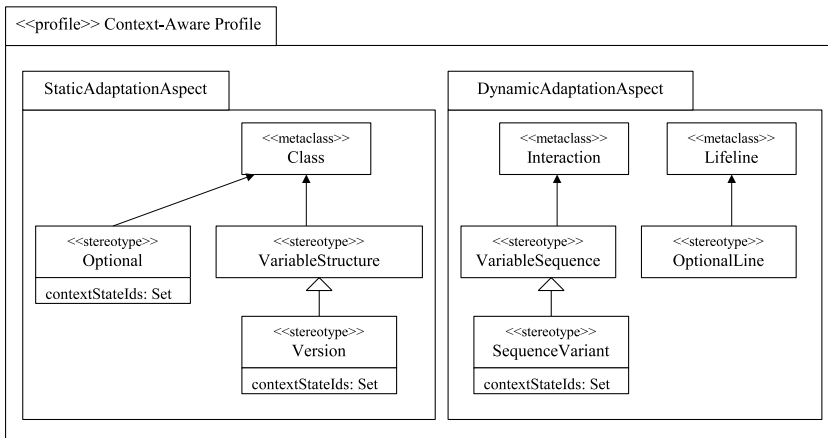 <<profile>> Context-Aware Profile
StaticAdaptationAspect
<<metaclass>>
Class
<<stereotype>>
Optional
contextStateIds: Set
<<stereotype>>
VariableStructure
<<stereotype>>
Version
contextStateIds: Set
DynamicAdaptationAspect
<<metaclass>>
Interaction
<<metaclass>>
Lifeline
<<stereotype>>
VariableSequence
<<stereotype>>
OptionalLine
<<stereotype>>
SequenceVariant
contextStateIds: Set